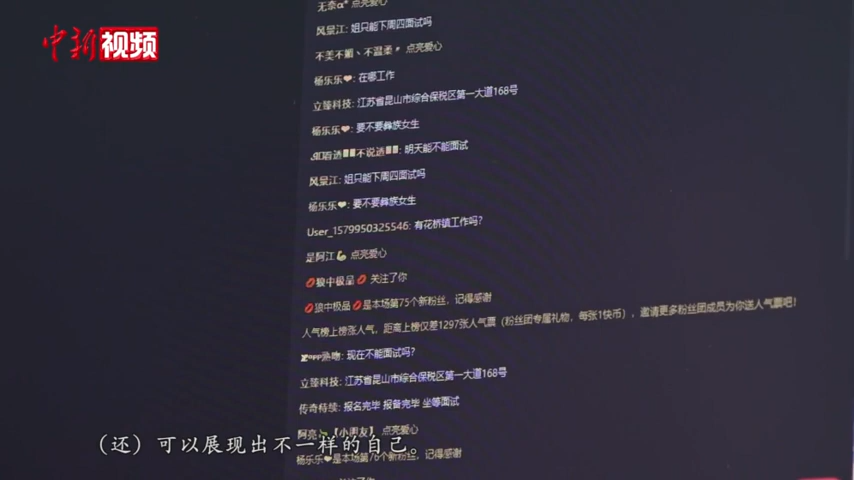 无奈α* 点亮爱心
中新视频
风景江: 姐只能下周四面试吗
不美不媚丶不温柔〃 点亮爱心
杨乐乐❤: 在哪工作
立臻科技: 江苏省昆山市综合保税区第一大道168号
杨乐乐❤: 要不要彝族女生
不说透 明天能不能面试
风景江: 姐只能下周四面试吗
杨乐乐❤: 要不要彝族女生
User_1579950325546: 有花桥镇工作吗?
是阿江💪 点亮爱心
💋狼中极品💋 关注了你
💋狼中极品💋是本场第75个新粉丝，记得感谢
人气榜上榜涨人气，距离上榜仅差1297张人气票（粉丝团专属礼物，每张1快币），邀请更多粉丝团成员为你送人气票吧!
现在不能面试吗?
立臻科技: 江苏省昆山市综合保税区第一大道168号
传奇待续: 报名完毕 报备完毕 坐等面试
阿亮 【小男友】 点亮爱心
（还）可以展现出不一样的自己。
杨乐乐❤是本场第76个新粉丝，记得感谢